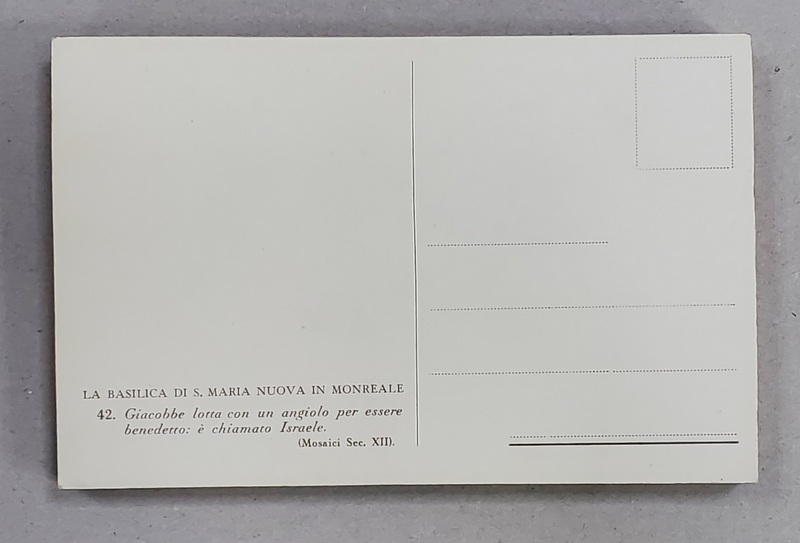 LA BASILICA DI S. MARIA NUOVA IN MONREALE
42. Giacobbe lotta con un angiolo per essere
benedetto: è chiamato Israele.
(Mosaici Sec. XII).